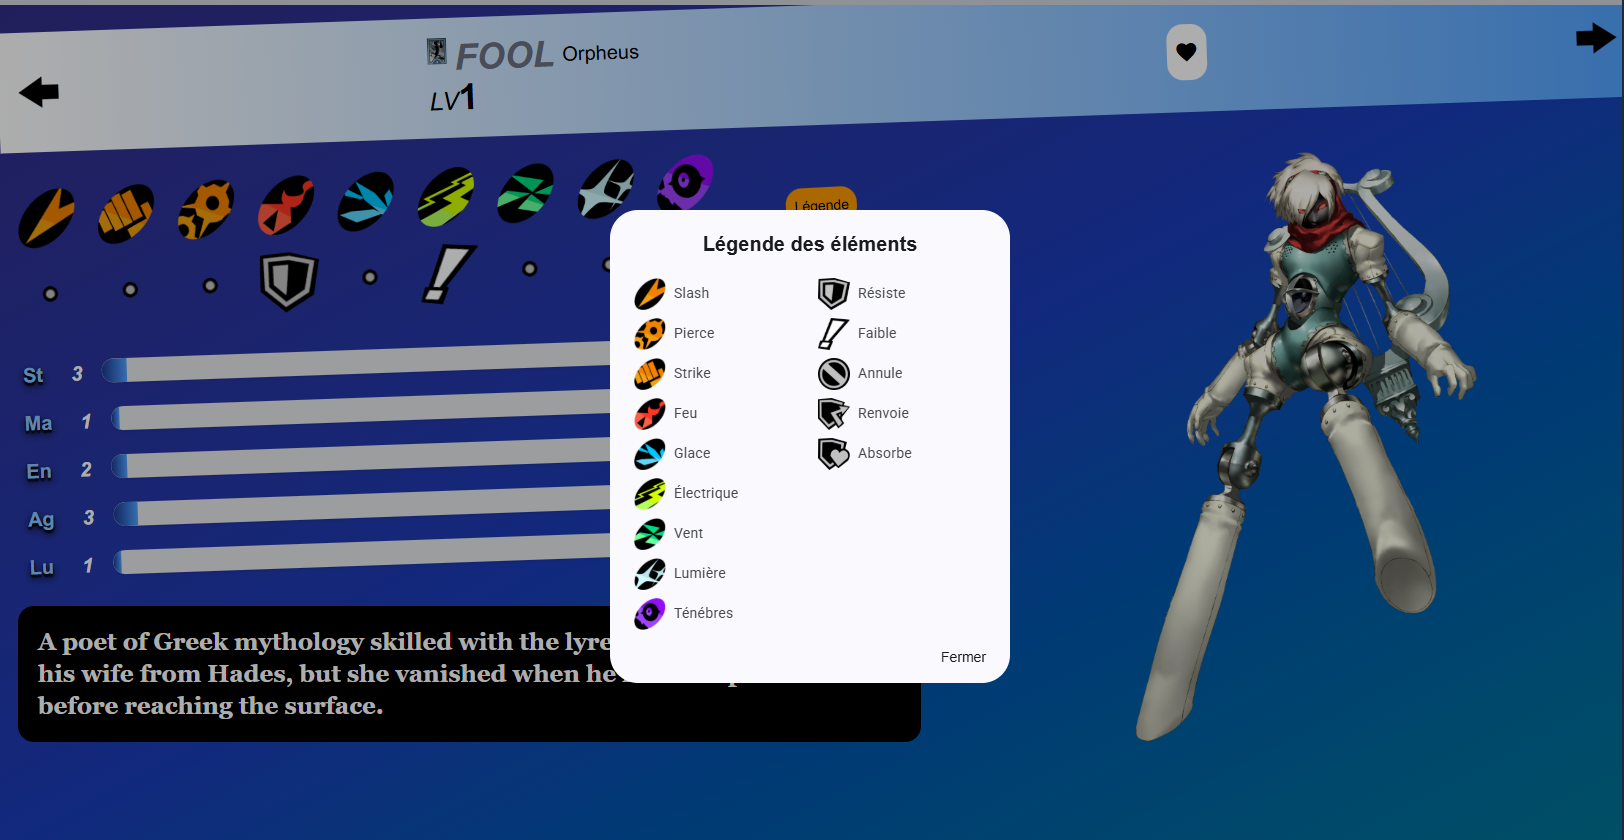 FOOL Orpheus
LV1
Légende
St 3
Ma 1
En 2
Ag 3
Lu 1
A poet of Greek mythology skilled with the lyre
his wife from Hades, but she vanished when he
before reaching the surface.
Légende des éléments
Slash
Pierce
Strike
Feu
Glace
Électrique
Vent
Lumière
Ténébres
Résiste
Faible
Annule
Renvoie
Absorbe
Fermer